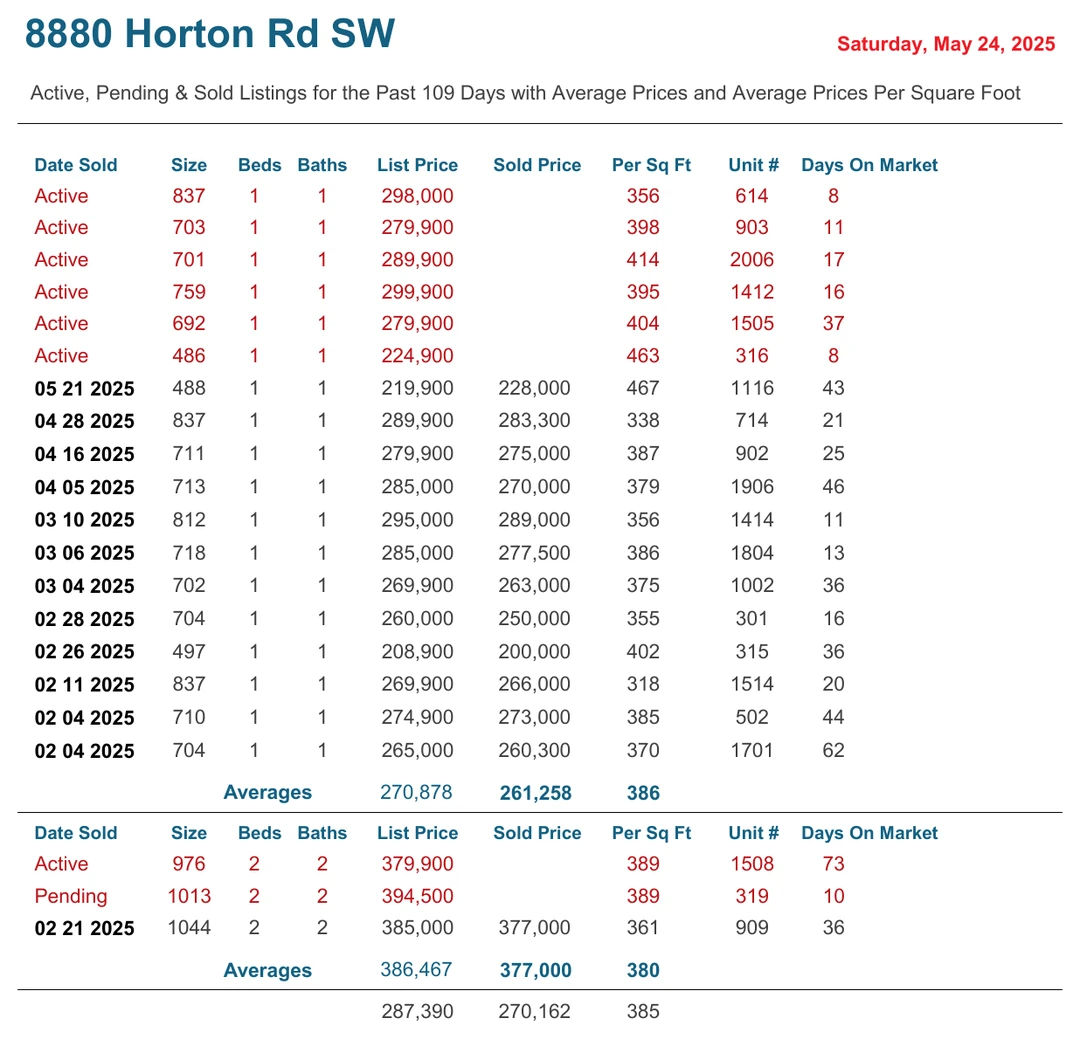 8880 Horton Rd SW
Saturday, May 24, 2025
Active, Pending & Sold Listings for the Past 109 Days with Average Prices and Average Prices Per Square Foot
Date Sold Size Beds Baths List Price Sold Price Per Sq Ft Unit # Days On Market
Active 837 1 1 298,000 356 614 8
Active 703 1 1 279,900 398 903 11
Active 701 1 1 289,900 414 2006 17
Active 759 1 1 299,900 395 1412 16
Active 692 1 1 279,900 404 1505 37
Active 486 1 1 224,900 463 316 8
05 21 2025 488 1 1 219,900 228,000 467 1116 43
04 28 2025 837 1 1 289,900 283,300 338 714 21
04 16 2025 711 1 1 279,900 275,000 387 902 25
04 05 2025 713 1 1 285,000 270,000 379 1906 46
03 10 2025 812 1 1 295,000 289,000 356 1414 11
03 06 2025 718 1 1 285,000 277,500 386 1804 13
03 04 2025 702 1 1 269,900 263,000 375 1002 36
02 28 2025 704 1 1 260,000 250,000 355 301 16
02 26 2025 497 1 1 208,900 200,000 402 315 36
02 11 2025 837 1 1 269,900 266,000 318 1514 20
02 04 2025 710 1 1 274,900 273,000 385 502 44
02 04 2025 704 1 1 265,000 260,300 370 1701 62
Averages 270,878 261,258 386
Date Sold Size Beds Baths List Price Sold Price Per Sq Ft Unit # Days On Market
Active 976 2 2 379,900 389 1508 73
Pending 1013 2 2 394,500 389 319 10
02 21 2025 1044 2 2 385,000 377,000 361 909 36
Averages 386,467 377,000 380
287,390 270,162 385